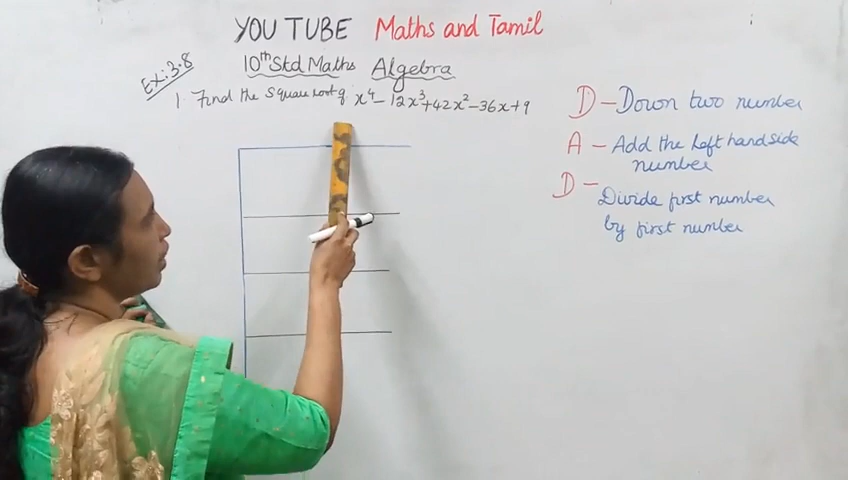 YOU TUBE Maths and Tamil
10th Std Maths Algebra
Ex: 3.8
1. Find the Square root of x⁴ - 12x³ + 42x² - 36x + 9
D - Down two number
A - Add the Left hand side
number
D - Divide first number
by first number